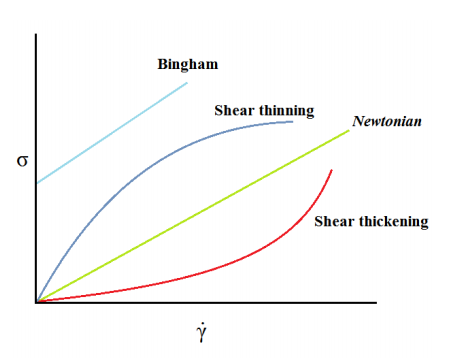 Bingham
Shear thinning
Newtonian
σ
Shear thickening
γ̇